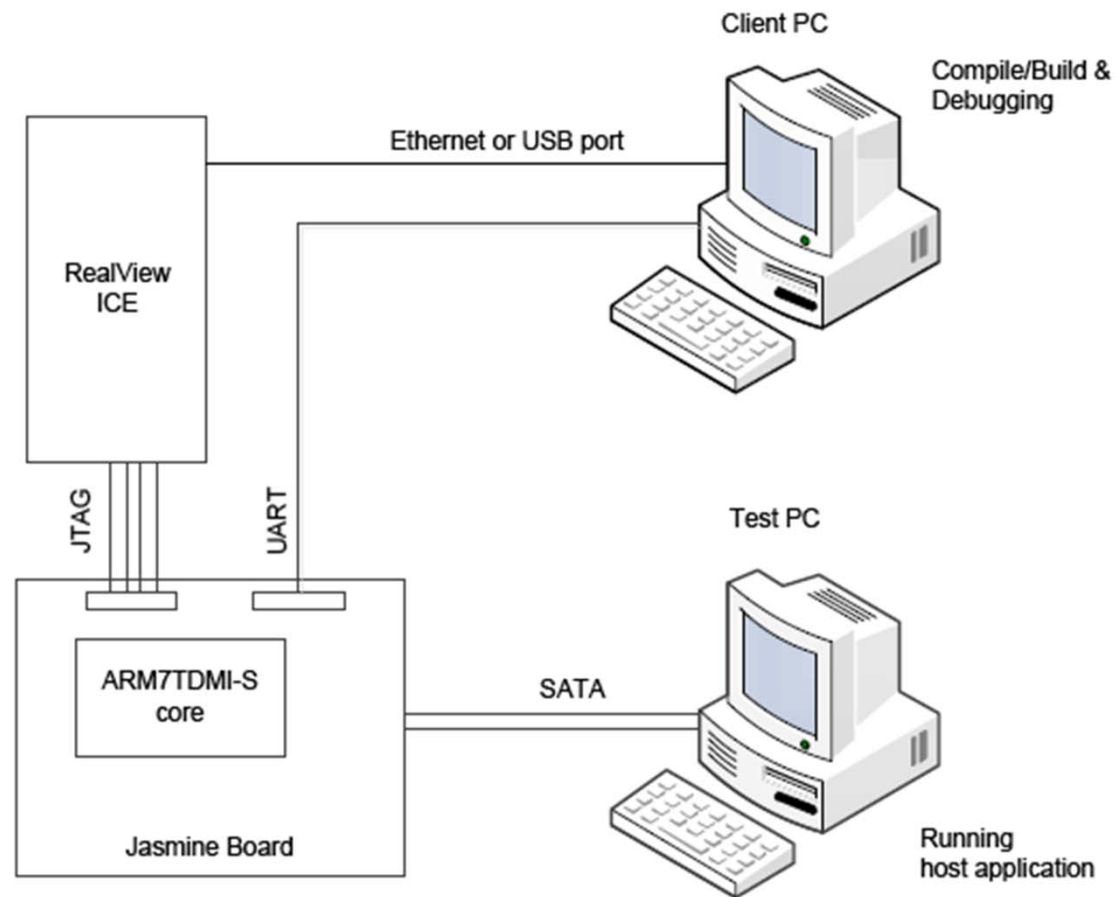 Client PC
Compile/Build &
Debugging
Ethernet or USB port
RealView
ICE
JTAG
UART
Test PC
ARM7TDMI-S
core
SATA
Jasmine Board
Running
host application